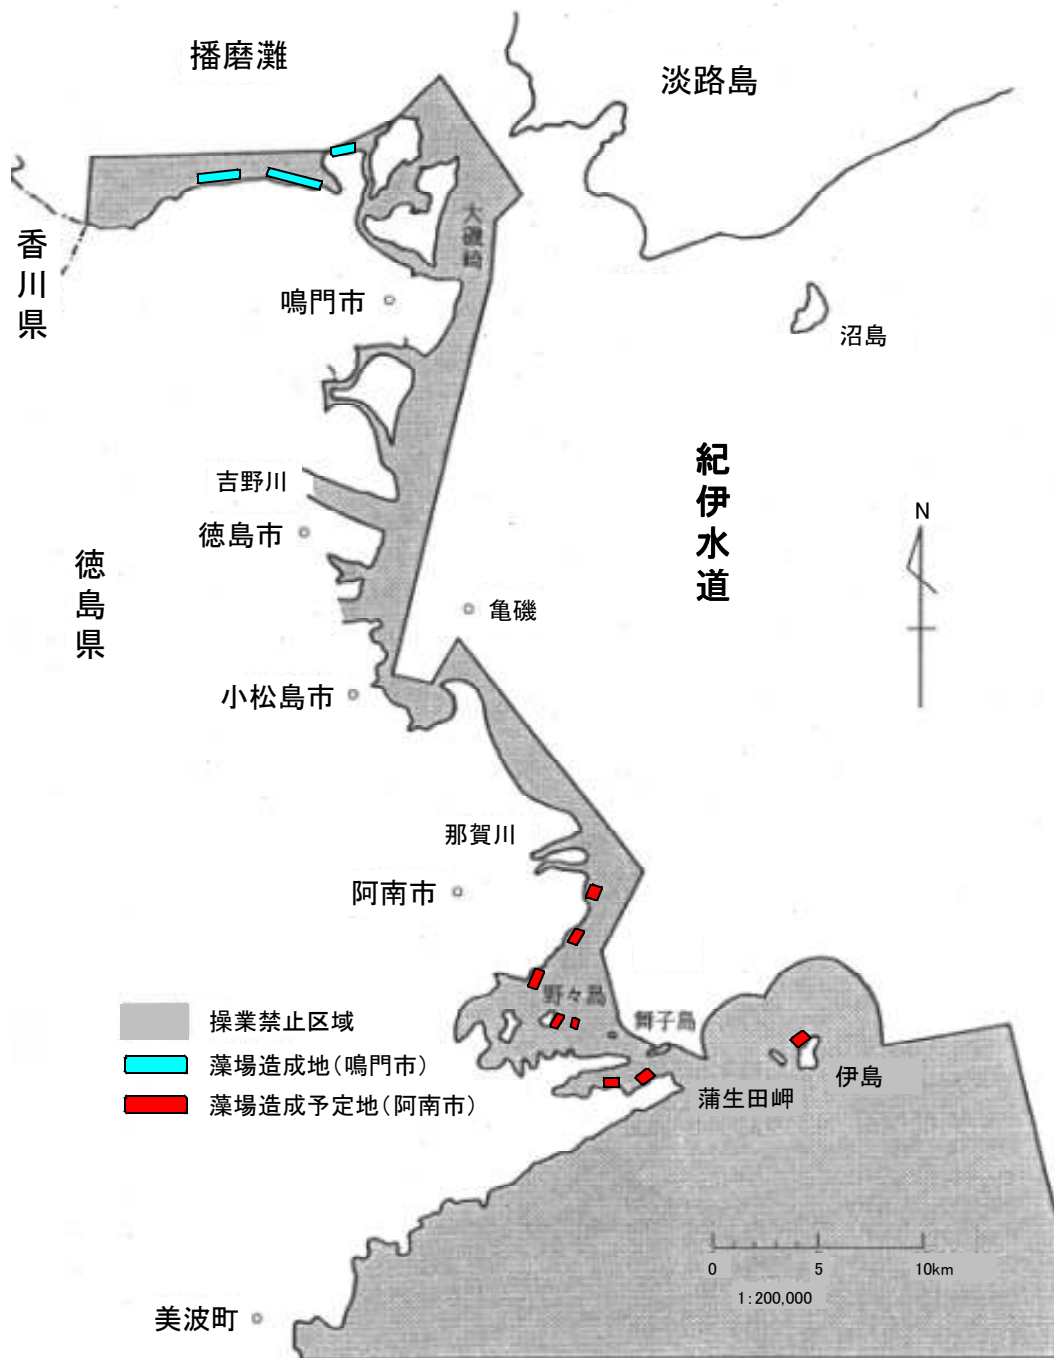 播磨灘
淡路島
香川県
大磯崎
鳴門市
沼島
紀伊水道
吉野川
N
徳島市
徳島県
亀磯
小松島市
那賀川
阿南市
野々島
舞子島
操業禁止区域
藻場造成地(鳴門市)
藻場造成予定地(阿南市)
伊島
蒲生田岬
0 5 10km
1:200,000
美波町